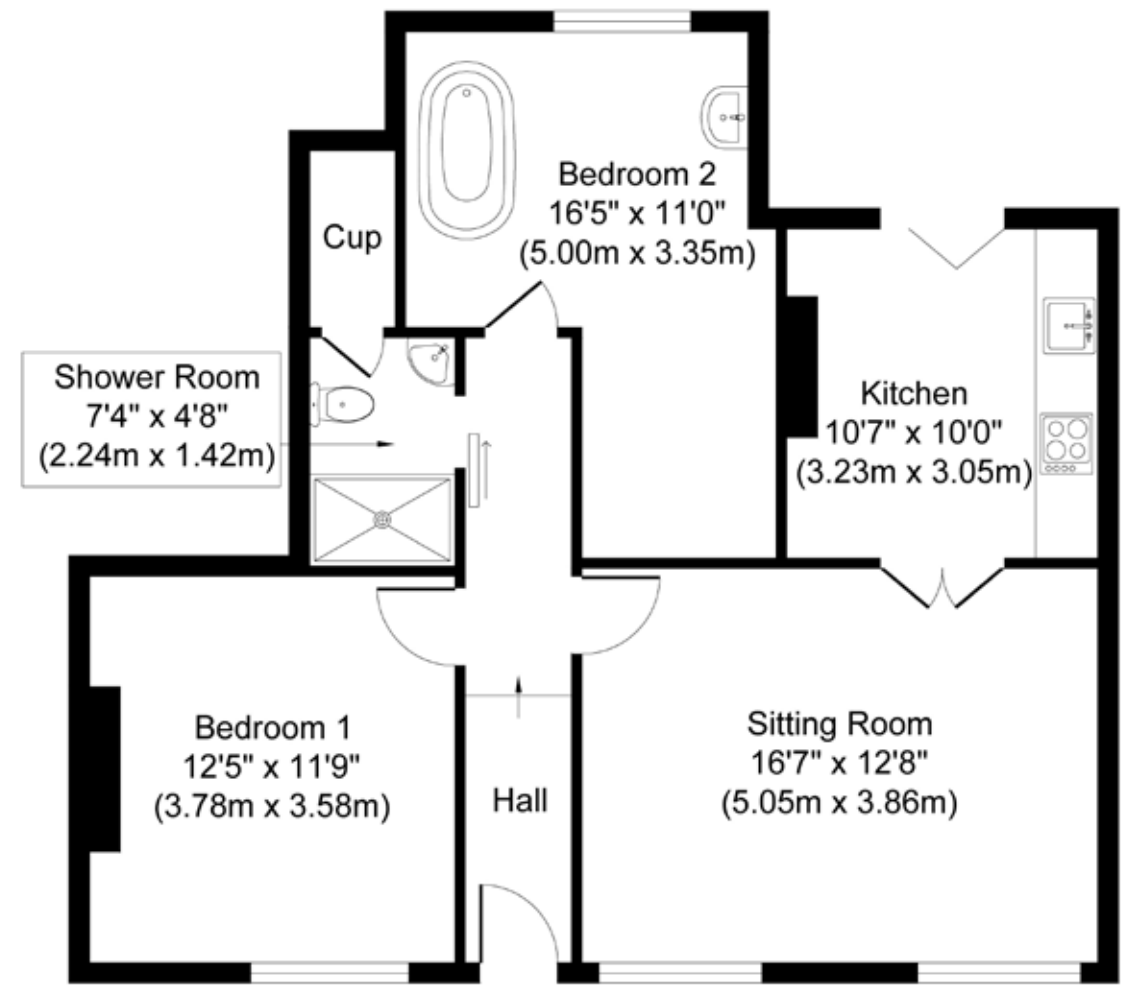 Bedroom 2
16'5" x 11'0"
(5.00m x 3.35m)
Cup
Shower Room
7'4" x 4'8"
(2.24m x 1.42m)
Kitchen
10'7" x 10'0"
(3.23m x 3.05m)
Bedroom 1
12'5" x 11'9"
(3.78m x 3.58m)
Hall
Sitting Room
16'7" x 12'8"
(5.05m x 3.86m)